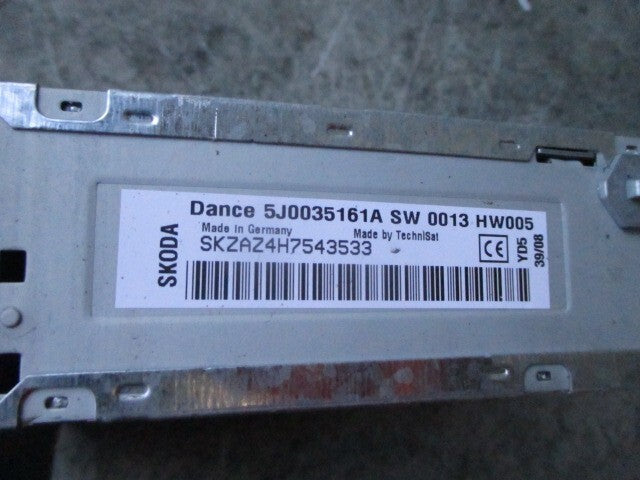 SKODA
Dance 5J0035161A SW 0013 HW005
Made in Germany Made by TechniSat
SKZAZ4H7543533
CE
YD5
39/08